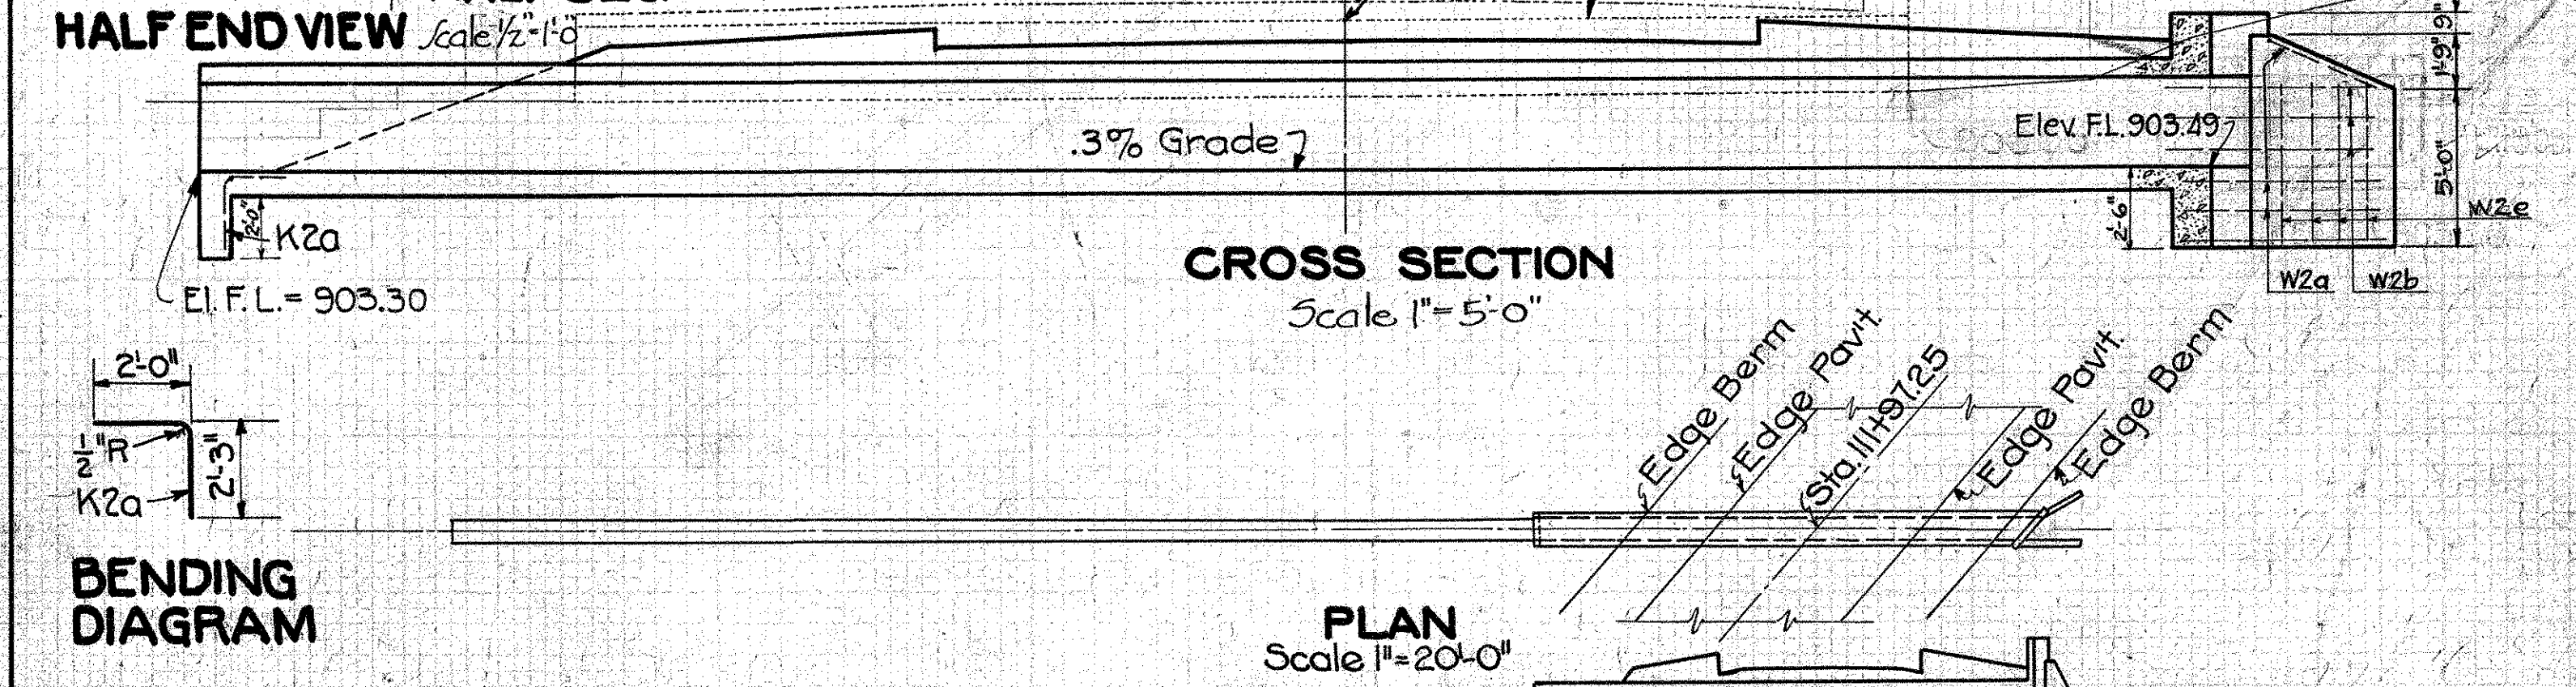 HALF END VIEW Scale 1/2"-1'-0"
9"
1'-9"
.3% Grade
Elev. F.L. 903.49
5'-0"
2'-0"
K2a
2'-6"
W2e
CROSS SECTION
W2a W2b
El. F.L. = 903.30
Scale 1"= 5'-0"
2'-0"
1/2"R
2'-3"
K2a
Edge Berm
Edge Pav't.
Sta. 111+97.25
Edge Pav't.
Edge Berm
BENDING
DIAGRAM
PLAN
Scale 1"=20'-0"